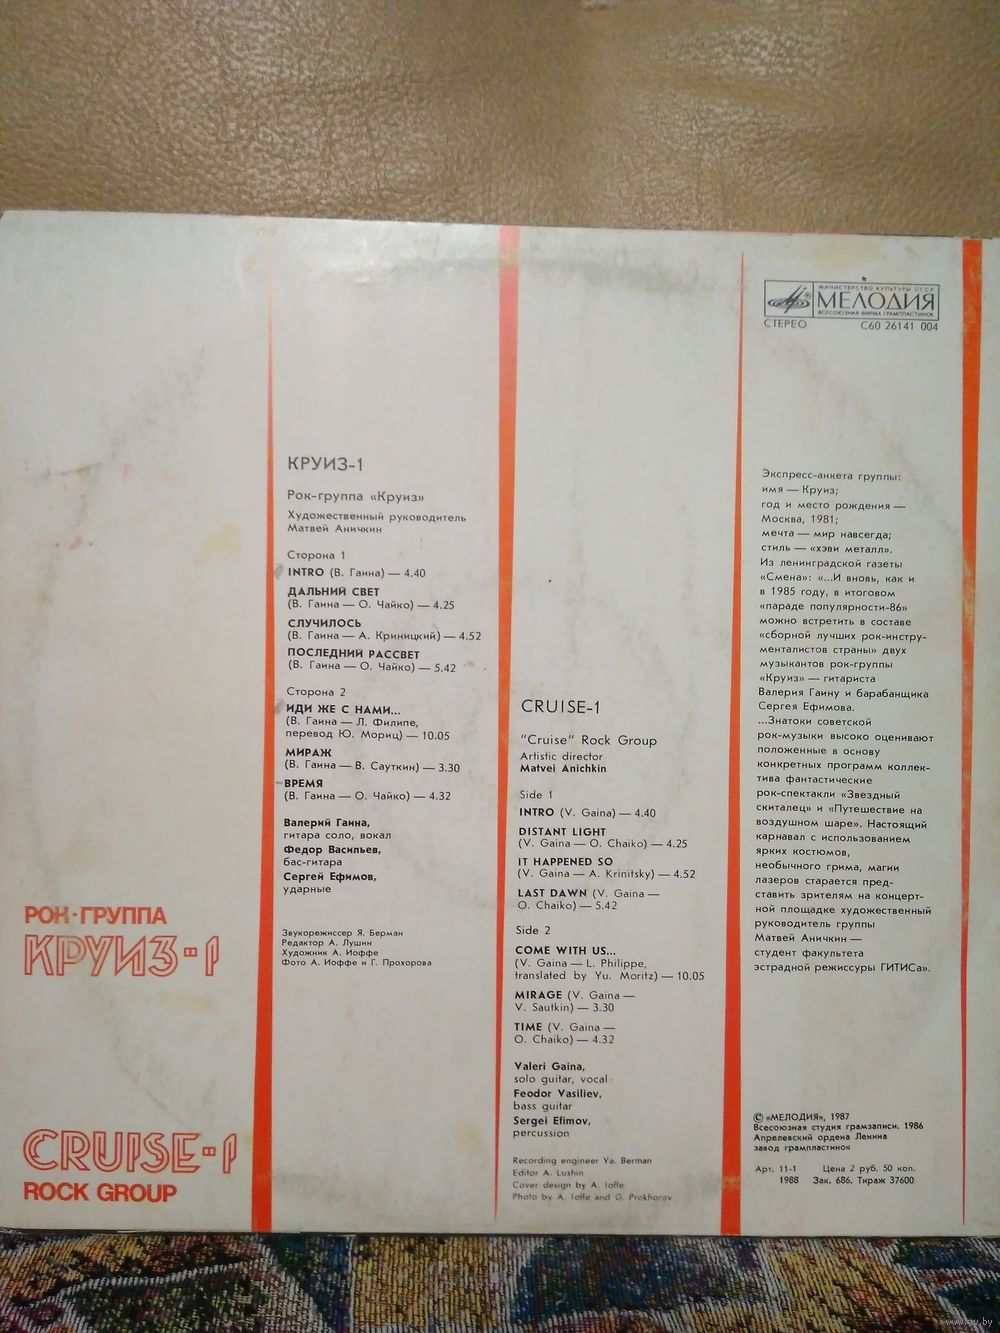 РОК-ГРУППА
КРУИЗ-1
CRUISE-1
ROCK GROUP
КРУИЗ-1
Рок-группа «Круиз»
Художественный руководитель
Матвей Аничкин
Сторона 1
INTRO (В. Гаина) — 4.40
ДАЛЬНИЙ СВЕТ
(В. Гаина — О. Чайко) — 4.25
СЛУЧИЛОСЬ
(В. Гаина — А. Криницкий) — 4.52
ПОСЛЕДНИЙ РАССВЕТ
(В. Гаина — О. Чайко) — 5.42
Сторона 2
ИДИ ЖЕ С НАМИ...
(В. Гаина — Л. Филипе,
перевод Ю. Мориц) — 10.05
МИРАЖ
(В. Гаина — В. Сауткин) — 3.30
ВРЕМЯ
(В. Гаина — О. Чайко) — 4.32
Валерий Гаина,
гитара соло, вокал
Федор Васильев,
бас-гитара
Сергей Ефимов,
ударные
Звукорежиссер Я. Берман
Редактор А. Лушин
Художник А. Иоффе
Фото А. Иоффе и Г. Прохорова
CRUISE-1
"Cruise" Rock Group
Artistic director
Matvei Anichkin
Side 1
INTRO (V. Gaina) — 4.40
DISTANT LIGHT
(V. Gaina — O. Chaiko) — 4.25
IT HAPPENED SO
(V. Gaina — A. Krinitsky) — 4.52
LAST DAWN (V. Gaina —
O. Chaiko) — 5.42
Side 2
COME WITH US...
(V. Gaina — L. Philippe,
translated by Yu. Moritz) — 10.05
MIRAGE (V. Gaina —
V. Sautkin) — 3.30
TIME (V. Gaina —
O. Chaiko) — 4.32
Valeri Gaina,
solo guitar, vocal
Feodor Vasiliev,
bass guitar
Sergei Efimov,
percussion
Recording engineer Ya. Berman
Editor A. Lushin
Cover design by A. Ioffe
Photo by A. Ioffe and G. Prokhorov
МИНИСТЕРСТВО КУЛЬТУРЫ СССР
МЕЛОДИЯ
ВСЕСОЮЗНАЯ ФИРМА ГРАМПЛАСТИНОК
СТЕРЕО С60 26141 004
Экспресс-анкета группы:
имя — Круиз;
год и место рождения —
Москва, 1981;
мечта — мир навсегда;
стиль — «хэви металл».
Из ленинградской газеты
«Смена»: «...И вновь, как и
в 1985 году, в итоговом
«параде популярности-86»
можно встретить в составе
«сборной лучших рок-инстру-
менталистов страны» двух
музыкантов рок-группы
«Круиз» — гитариста
Валерия Гаину и барабанщика
Сергея Ефимова.
...Знатоки советской
рок-музыки высоко оценивают
положенные в основу
конкретных программ коллек-
тива фантастические
рок-спектакли «Звездный
скиталец» и «Путешествие на
воздушном шаре». Настоящий
карнавал с использованием
ярких костюмов,
необычного грима, магии
лазеров старается пред-
ставить зрителям на концерт-
ной площадке художественный
руководитель группы
Матвей Аничкин —
студент факультета
эстрадной режиссуры ГИТИСа».
© «МЕЛОДИЯ», 1987
Всесоюзная студия грамзаписи. 1986
Апрелевский ордена Ленина
завод грампластинок
Арт. 11-1 Цена 2 руб. 50 коп.
1988 Зак. 686. Тираж 37600
www.ay.by